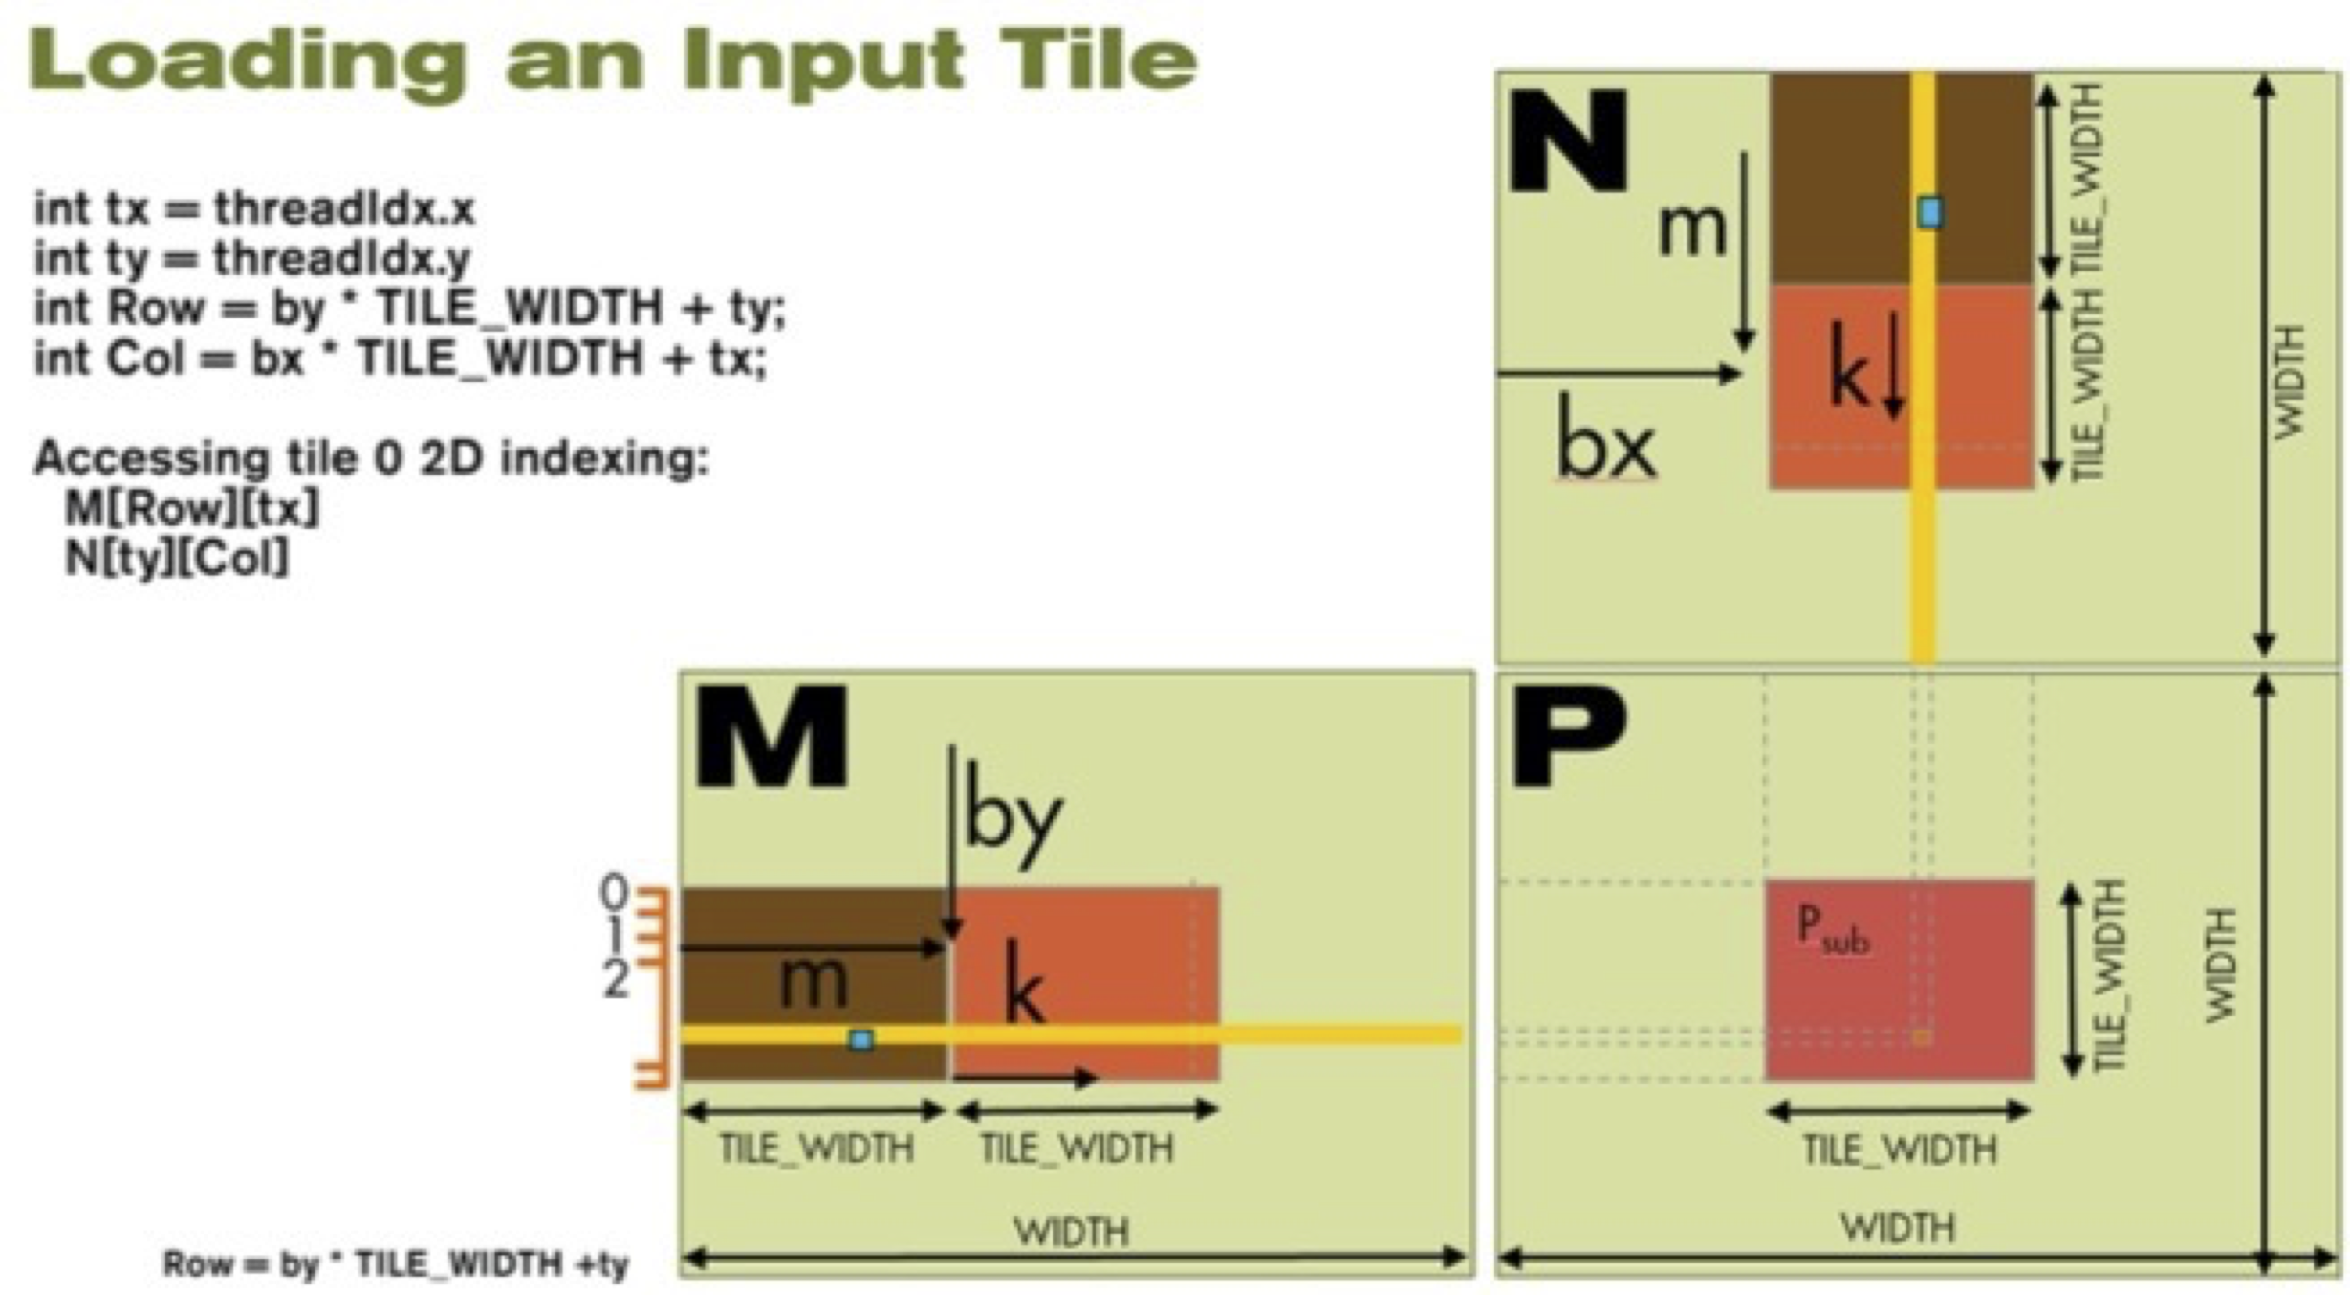 Loading an Input Tile
int tx = threadIdx.x
int ty = threadIdx.y
int Row = by * TILE_WIDTH + ty;
int Col = bx * TILE_WIDTH + tx;
Accessing tile 0 2D indexing:
M[Row][tx]
N[ty][Col]
N
m
bx
k
TILE_WIDTH
TILE_WIDTH
WIDTH
M
by
0
1
2
m
k
TILE_WIDTH
TILE_WIDTH
WIDTH
Row = by * TILE_WIDTH +ty
P
Psub
TILE_WIDTH
WIDTH
TILE_WIDTH
WIDTH